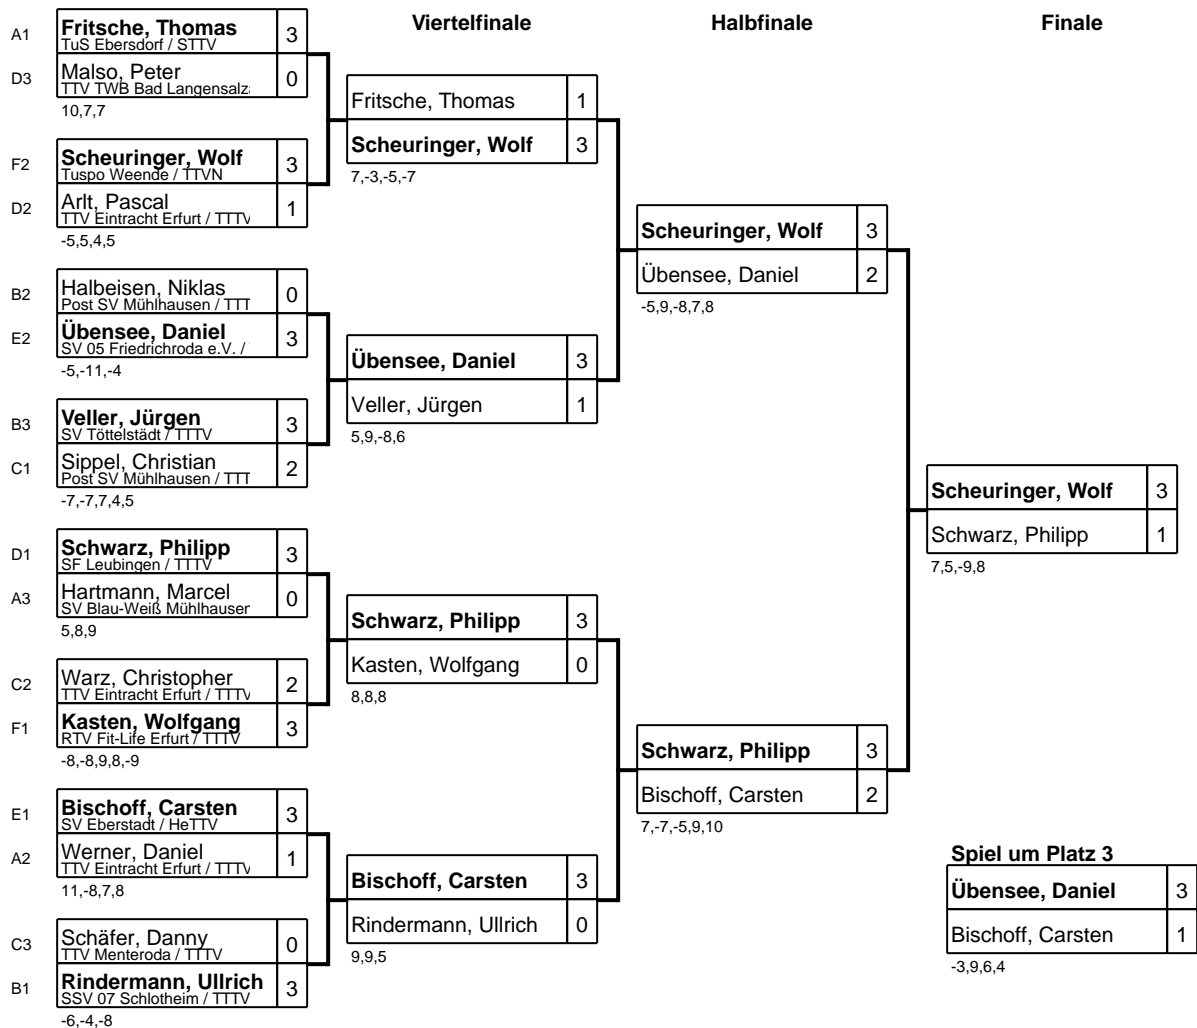 Viertelfinale
Halbfinale
Finale
A1 Fritsche, Thomas 3
TuS Ebersdorf / STTV
D3 Malso, Peter 0
TTV TWB Bad Langensalz
10,7,7
F2 Scheuringer, Wolf 3
Tuspo Weende / TTVN
D2 Arlt, Pascal 1
TTV Eintracht Erfurt / TTTV
-5,5,4,5
B2 Halbeisen, Niklas 0
Post SV Mühlhausen / TTT
E2 Übensee, Daniel 3
SV 05 Friedrichroda e.V. /
-5,-11,-4
B3 Veller, Jürgen 3
SV Töttelstädt / TTTV
C1 Sippel, Christian 2
Post SV Mühlhausen / TTT
-7,-7,7,4,5
D1 Schwarz, Philipp 3
SF Leubingen / TTTV
A3 Hartmann, Marcel 0
SV Blau-Weiß Mühlhausen
5,8,9
C2 Warz, Christopher 2
TTV Eintracht Erfurt / TTTV
F1 Kasten, Wolfgang 3
RTV Fit-Life Erfurt / TTTV
-8,-8,9,8,-9
E1 Bischoff, Carsten 3
SV Eberstadt / HeTTV
A2 Werner, Daniel 1
TTV Eintracht Erfurt / TTTV
11,-8,7,8
C3 Schäfer, Danny 0
TTV Menteroda / TTTV
B1 Rindermann, Ullrich 3
SSV 07 Schlotheim / TTTV
-6,-4,-8
Fritsche, Thomas 1
Scheuringer, Wolf 3
7,-3,-5,-7
Übensee, Daniel 3
Veller, Jürgen 1
5,9,-8,6
Schwarz, Philipp 3
Kasten, Wolfgang 0
8,8,8
Bischoff, Carsten 3
Rindermann, Ullrich 0
9,9,5
Scheuringer, Wolf 3
Übensee, Daniel 2
-5,9,-8,7,8
Schwarz, Philipp 3
Bischoff, Carsten 2
7,-7,-5,9,10
Scheuringer, Wolf 3
Schwarz, Philipp 1
7,5,-9,8
Spiel um Platz 3
Übensee, Daniel 3
Bischoff, Carsten 1
-3,9,6,4